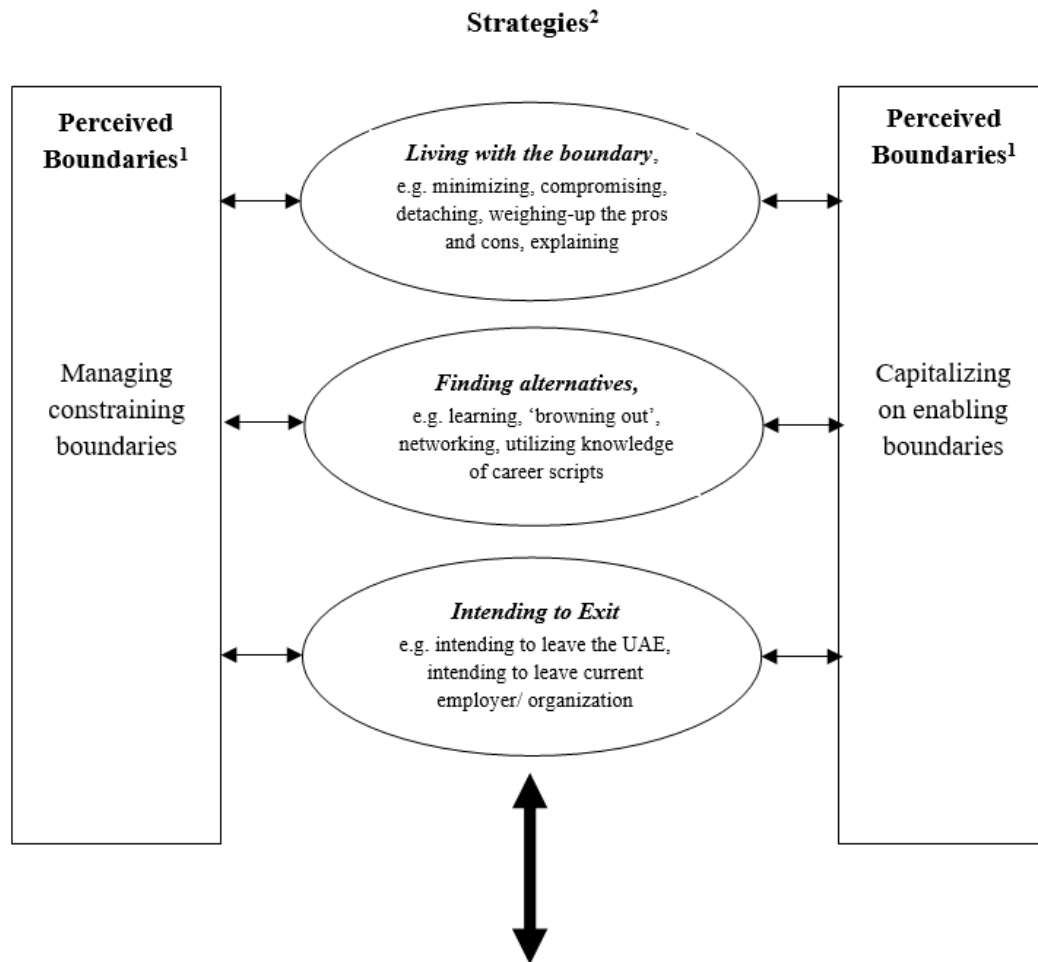 Strategies²
Perceived
Boundaries¹
Managing
constraining
boundaries
Living with the boundary,
e.g. minimizing, compromising,
detaching, weighing-up the pros
and cons, explaining
Finding alternatives,
e.g. learning, ‘browning out’,
networking, utilizing knowledge
of career scripts
Intending to Exit
e.g. intending to leave the UAE,
intending to leave current
employer/ organization
Perceived
Boundaries¹
Capitalizing
on enabling
boundaries